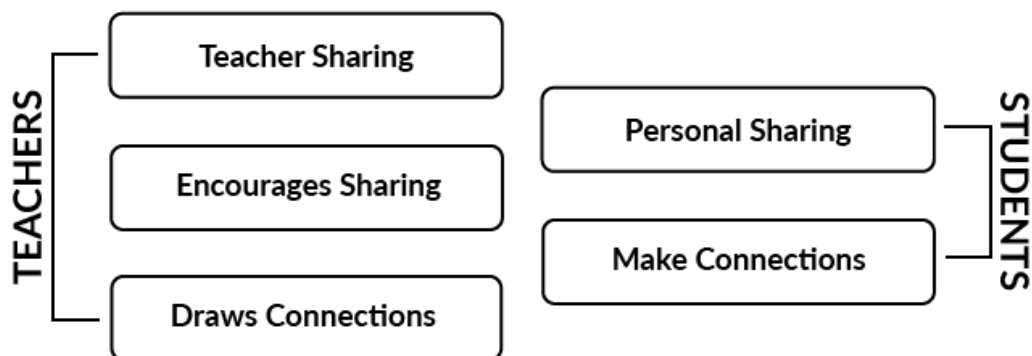 TEACHERS
Teacher Sharing
Encourages Sharing
Draws Connections
Personal Sharing
Make Connections
STUDENTS